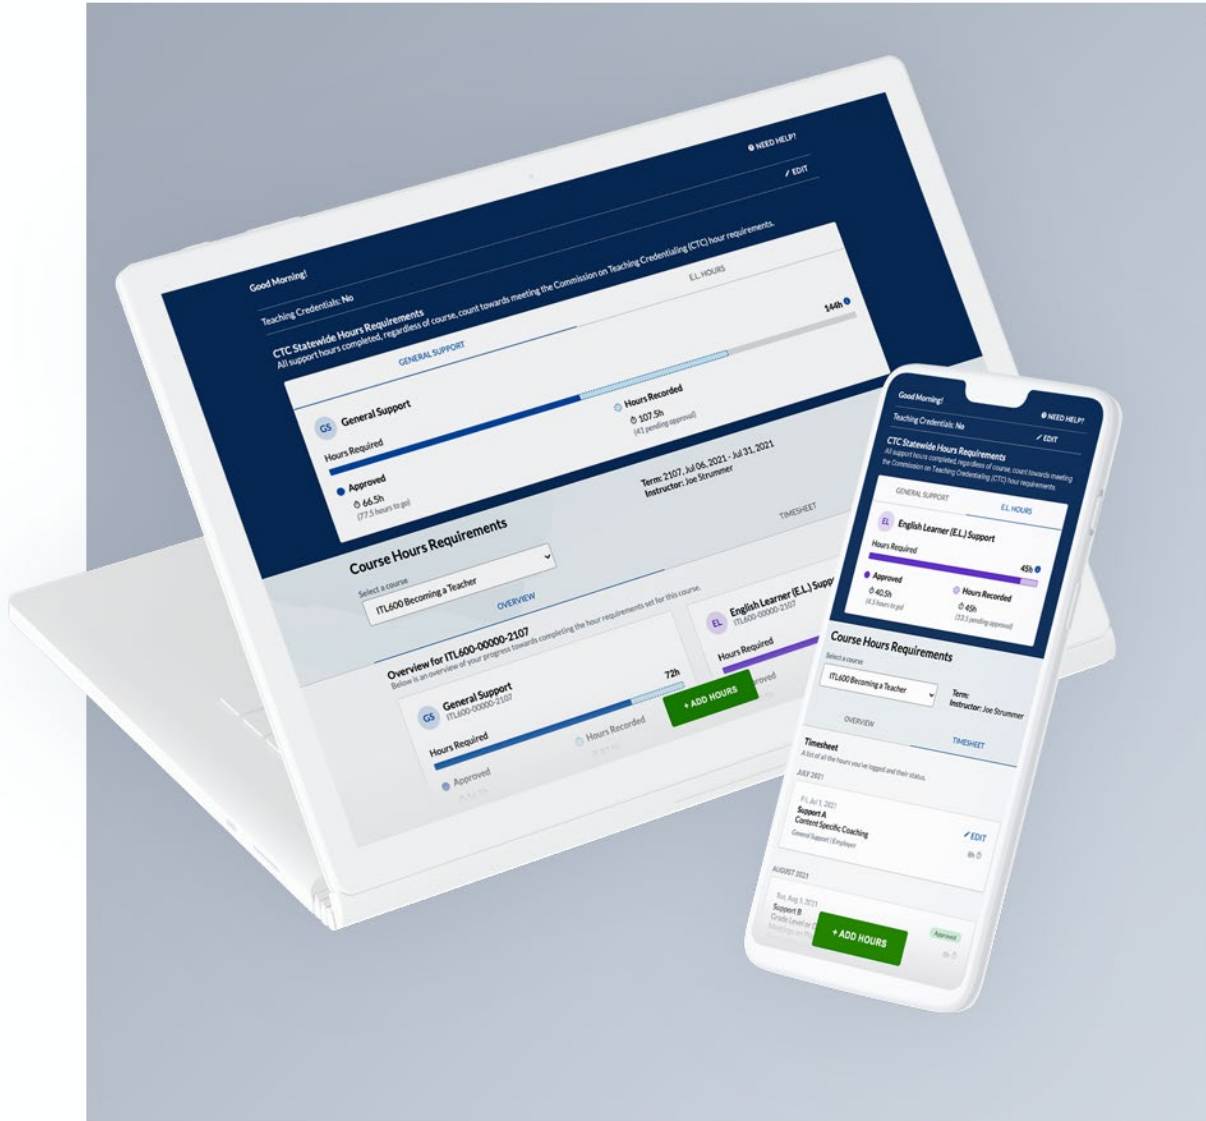 Good Morning!
NEED HELP?
Teaching Credentials: No
EDIT
CTC Statewide Hours Requirements
All support hours completed, regardless of course, count towards meeting the Commission on Teaching Credentialing (CTC) hour requirements.
GENERAL SUPPORT
E.L. HOURS
GS General Support
Hours Required
144h
Approved
66.5h
(77.5 hours to go)
Hours Recorded
107.5h
(41 pending approval)
Course Hours Requirements
Term: 2107, Jul 06, 2021 - Jul 31, 2021
Instructor: Joe Strummer
Select a course
ITL600 Becoming a Teacher
OVERVIEW
TIMESHEET
Overview for ITL600-00000-2107
Below is an overview of your progress towards completing the hour requirements set for this course.
GS General Support
ITL600-00000-2107
Hours Required
72h
Approved
Hours Recorded
EL English Learner (E.L.) Suppo
ITL600-00000-2107
Hours Required
+ ADD HOURS
Good Morning!
NEED HELP?
Teaching Credentials: No
EDIT
CTC Statewide Hours Requirements
All support hours completed, regardless of course, count towards meeting
the Commission on Teaching Credentialing (CTC) hour requirements.
GENERAL SUPPORT
E.L. HOURS
EL English Learner (E.L.) Support
Hours Required
45h
Approved
40.5h
(4.5 hours to go)
Hours Recorded
45h
(13.5 pending approval)
Course Hours Requirements
Select a course
ITL600 Becoming a Teacher
Term:
Instructor: Joe Strummer
OVERVIEW
TIMESHEET
Timesheet
A list of all the hours you've logged and their status.
JULY 2021
Support A
Content Specific Coaching
General Support | Employer
EDIT
8h
AUGUST 2021
Tue, Aug 3, 2021
Support B
Grade Level or D
Approved
+ ADD HOURS